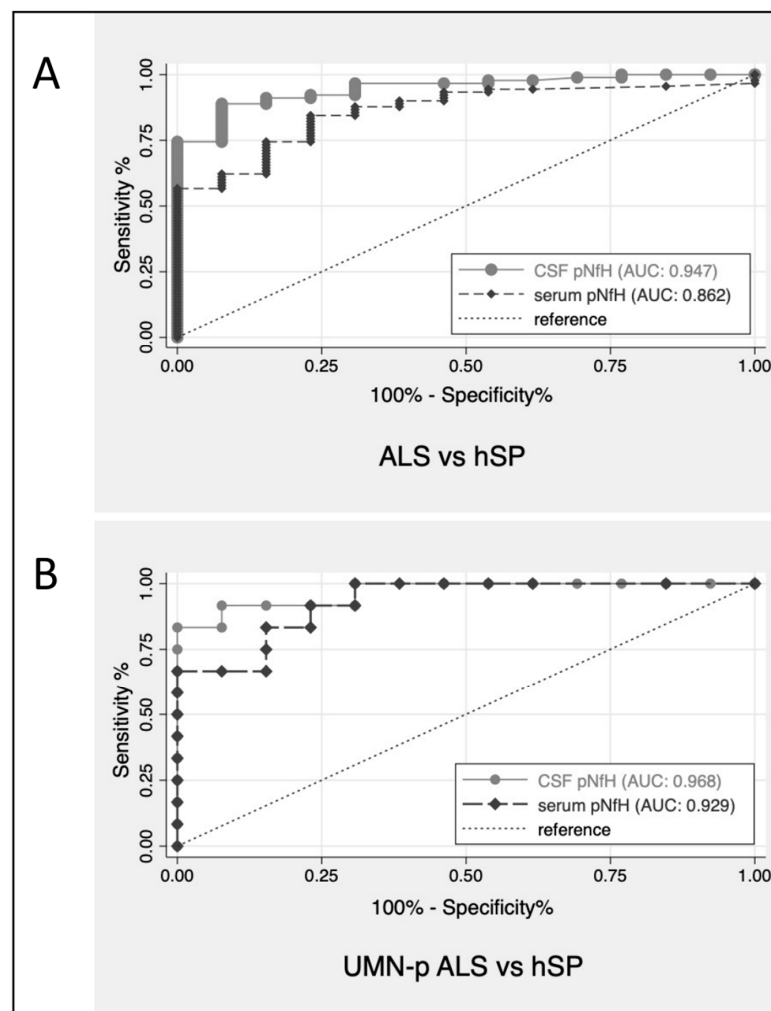 A
Sensitivity %
1.00
0.75
0.50
0.25
0.00
CSF pNfH (AUC: 0.947)
serum pNfH (AUC: 0.862)
reference
0.00
0.25
0.50
0.75
1.00
100% - Specificity%
ALS vs hSP
B
Sensitivity %
1.00
0.75
0.50
0.25
0.00
CSF pNfH (AUC: 0.968)
serum pNfH (AUC: 0.929)
reference
0.00
0.25
0.50
0.75
1.00
100% - Specificity%
UMN-p ALS vs hSP